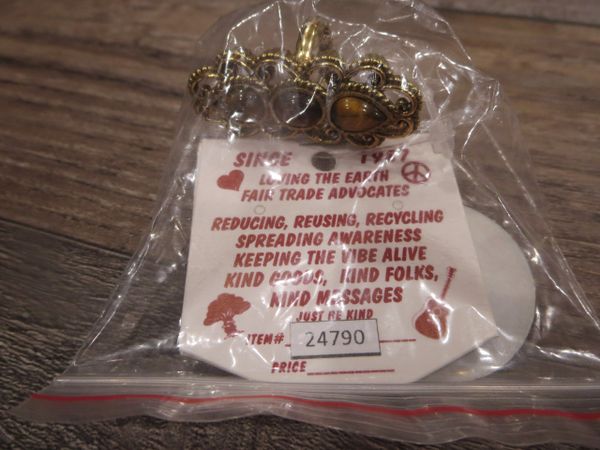 SINCE
LOVING THE EARTH
FAIR TRADE ADVOCATES
REDUCING, REUSING, RECYCLING
SPREADING AWARENESS
KEEPING THE VIBE ALIVE
KIND GOODS, KIND FOLKS,
KIND MESSAGES
JUST BE KIND
ITEM# 24790
PRICE